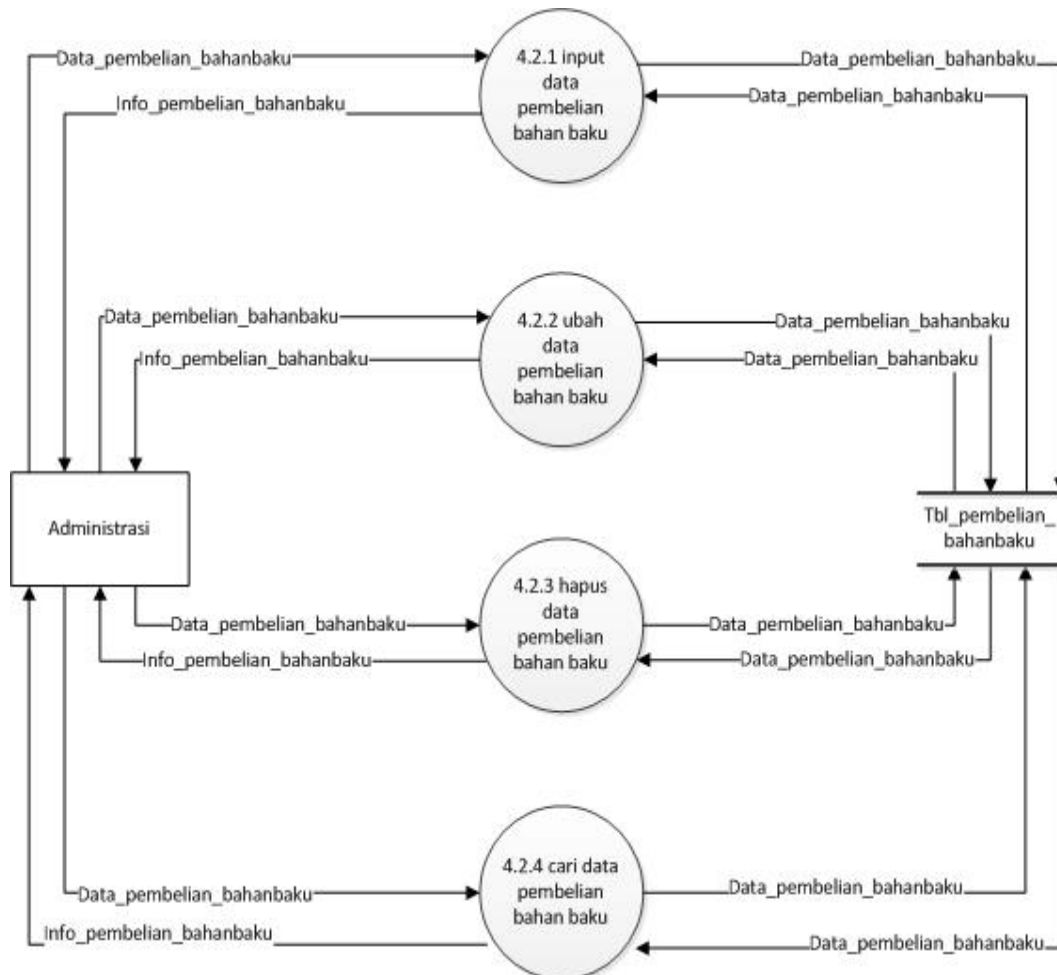 Data_pembelian_bahanbaku
4.2.1 input
data
pembelian
bahan baku
Data_pembelian_bahanbaku
Info_pembelian_bahanbaku
Data_pembelian_bahanbaku
Data_pembelian_bahanbaku
4.2.2 ubah
data
pembelian
bahan baku
Data_pembelian_bahanbaku
Info_pembelian_bahanbaku
Data_pembelian_bahanbaku
Administrasi
Tbl_pembelian_
bahanbaku
Data_pembelian_bahanbaku
4.2.3 hapus
data
pembelian
bahan baku
Data_pembelian_bahanbaku
Info_pembelian_bahanbaku
Data_pembelian_bahanbaku
Data_pembelian_bahanbaku
4.2.4 cari data
pembelian
bahan baku
Data_pembelian_bahanbaku
Info_pembelian_bahanbaku
Data_pembelian_bahanbaku